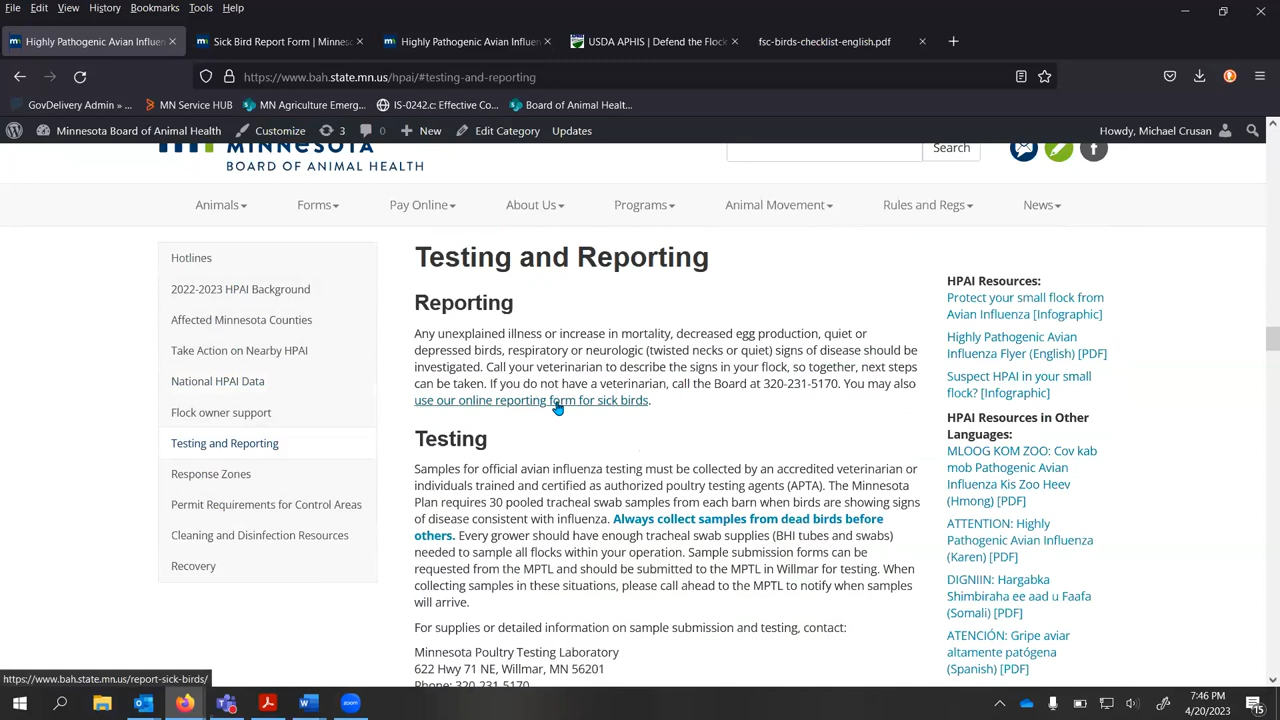 File Edit View History Bookmarks Tools Help
Highly Pathogenic Avian Influen × Sick Bird Report Form | Minnes × Highly Pathogenic Avian Influen × USDA APHIS | Defend the Flock × fsc-birds-checklist-english.pdf × +
https://www.bah.state.mn.us/hpai/#testing-and-reporting
GovDelivery Admin » ... MN Service HUB MN Agriculture Emerg... IS-0242.c: Effective Co... Board of Animal Healt...
Minnesota Board of Animal Health Customize 3 0 + New Edit Category Updates Howdy, Michael Crusan
MINNESOTA
BOARD OF ANIMAL HEALTH
Search
Animals Forms Pay Online About Us Programs Animal Movement Rules and Regs News
Hotlines
2022-2023 HPAI Background
Affected Minnesota Counties
Take Action on Nearby HPAI
National HPAI Data
Flock owner support
Testing and Reporting
Response Zones
Permit Requirements for Control Areas
Cleaning and Disinfection Resources
Recovery
Testing and Reporting
Reporting
Any unexplained illness or increase in mortality, decreased egg production, quiet or
depressed birds, respiratory or neurologic (twisted necks or quiet) signs of disease should be
investigated. Call your veterinarian to describe the signs in your flock, so together, next steps
can be taken. If you do not have a veterinarian, call the Board at 320-231-5170. You may also
use our online reporting form for sick birds.
Testing
Samples for official avian influenza testing must be collected by an accredited veterinarian or
individuals trained and certified as authorized poultry testing agents (APTA). The Minnesota
Plan requires 30 pooled tracheal swab samples from each barn when birds are showing signs
of disease consistent with influenza. Always collect samples from dead birds before
others. Every grower should have enough tracheal swab supplies (BHI tubes and swabs)
needed to sample all flocks within your operation. Sample submission forms can be
requested from the MPTL and should be submitted to the MPTL in Willmar for testing. When
collecting samples in these situations, please call ahead to the MPTL to notify when samples
will arrive.
For supplies or detailed information on sample submission and testing, contact:
Minnesota Poultry Testing Laboratory
622 Hwy 71 NE, Willmar, MN 56201
Phone: 320-231-5170
HPAI Resources:
Protect your small flock from
Avian Influenza [Infographic]
Highly Pathogenic Avian
Influenza Flyer (English) [PDF]
Suspect HPAI in your small
flock? [Infographic]
HPAI Resources in Other
Languages:
MLOOG KOM ZOO: Cov kab
mob Pathogenic Avian
Influenza Kis Zoo Heev
(Hmong) [PDF]
ATTENTION: Highly
Pathogenic Avian Influenza
(Karen) [PDF]
DIGNIIN: Hargabka
Shimbiraha ee aad u Faafa
(Somali) [PDF]
ATENCIÓN: Gripe aviar
altamente patógena
(Spanish) [PDF]
https://www.bah.state.mn.us/report-sick-birds/
zoom
7:46 PM
4/20/2023
15